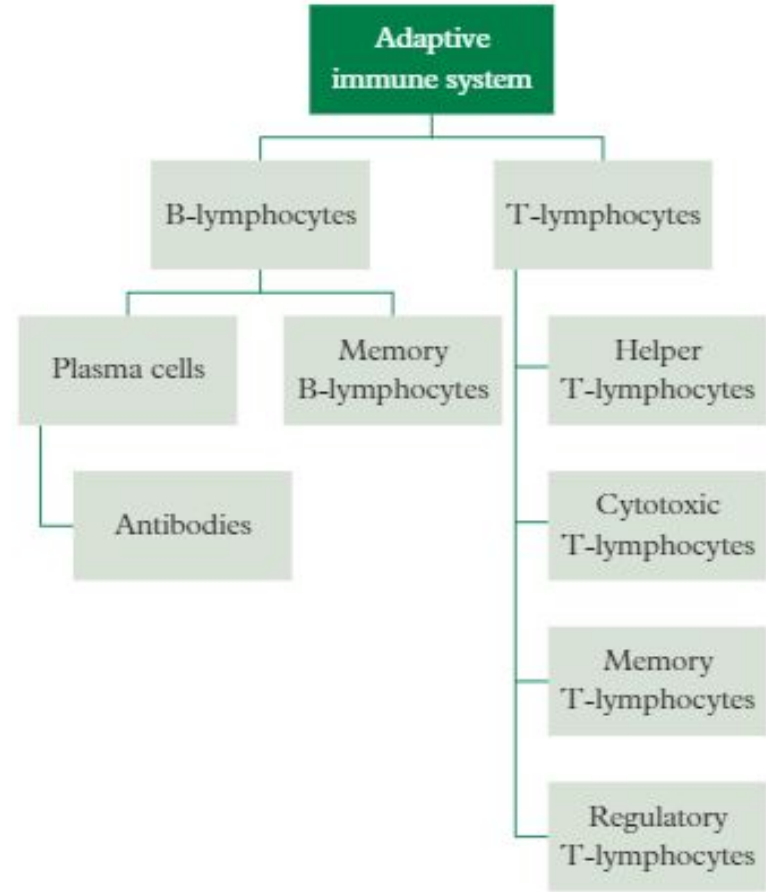 Adaptive
immune system
B-lymphocytes
T-lymphocytes
Plasma cells
Memory
B-lymphocytes
Antibodies
Helper
T-lymphocytes
Cytotoxic
T-lymphocytes
Memory
T-lymphocytes
Regulatory
T-lymphocytes